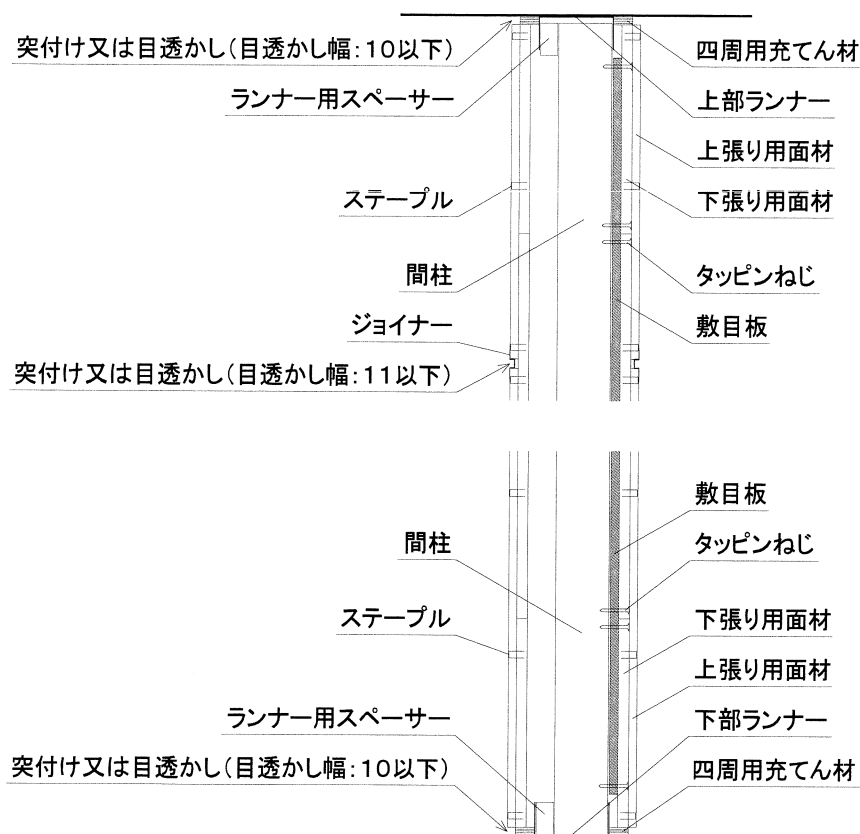 突付け又は目透かし(目透かし幅:10以下)
四周用充てん材
ランナー用スペーサー
上部ランナー
上張り用面材
ステープル
下張り用面材
間柱
タッピンねじ
ジョイナー
敷目板
突付け又は目透かし(目透かし幅:11以下)
敷目板
間柱
タッピンねじ
ステープル
下張り用面材
上張り用面材
ランナー用スペーサー
下部ランナー
突付け又は目透かし(目透かし幅:10以下)
四周用充てん材